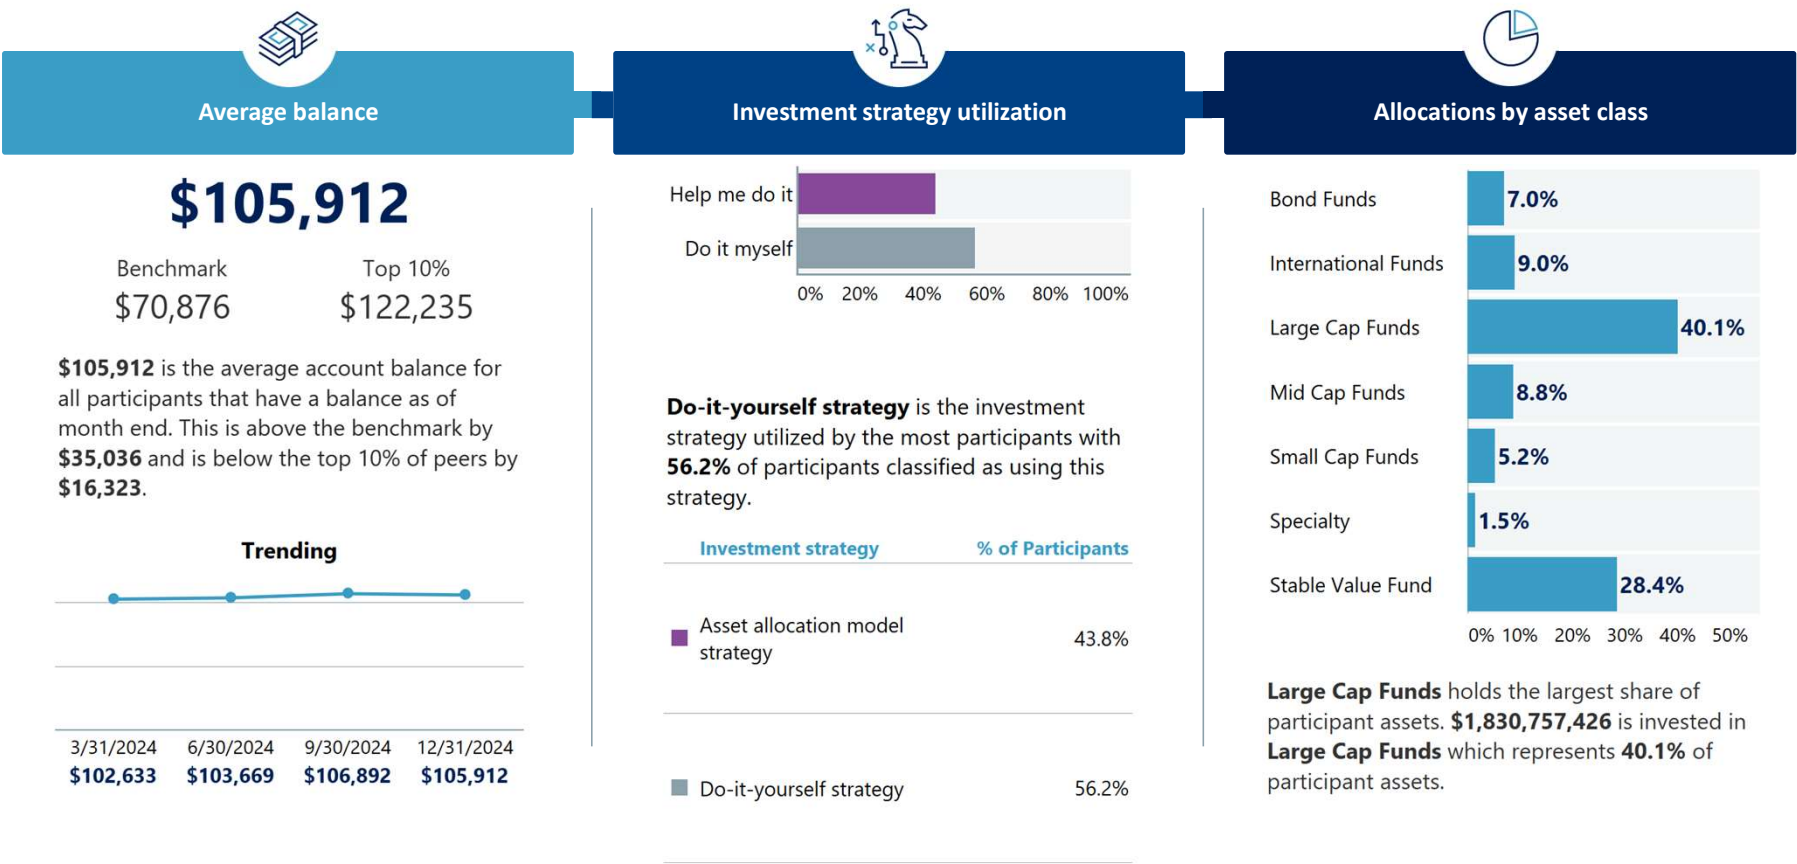 Average balance
$105,912
Benchmark
Top 10%
$70,876
$122,235
$105,912 is the average account balance for
all participants that have a balance as of
month end. This is above the benchmark by
$35,036 and is below the top 10% of peers by
$16,323.
Trending
3/31/2024 6/30/2024 9/30/2024 12/31/2024
$102,633 $103,669 $106,892 $105,912
Investment strategy utilization
Help me do it
Do it myself
0% 20% 40% 60% 80% 100%
Do-it-yourself strategy is the investment
strategy utilized by the most participants with
56.2% of participants classified as using this
strategy.
Investment strategy % of Participants
Asset allocation model
strategy
43.8%
Do-it-yourself strategy 56.2%
Allocations by asset class
Bond Funds 7.0%
International Funds 9.0%
Large Cap Funds 40.1%
Mid Cap Funds 8.8%
Small Cap Funds 5.2%
Specialty 1.5%
Stable Value Fund 28.4%
0% 10% 20% 30% 40% 50%
Large Cap Funds holds the largest share of
participant assets. $1,830,757,426 is invested in
Large Cap Funds which represents 40.1% of
participant assets.